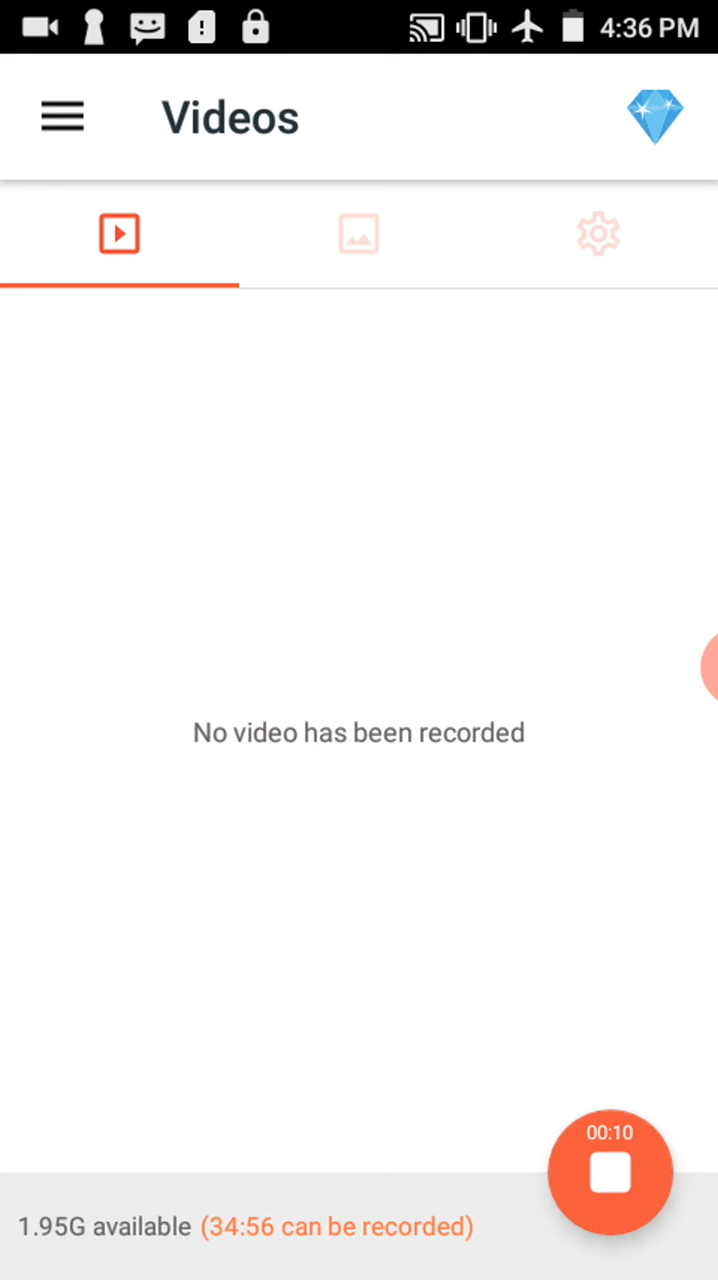 4:36 PM
Videos
No video has been recorded
00:10
1.95G available (34:56 can be recorded)